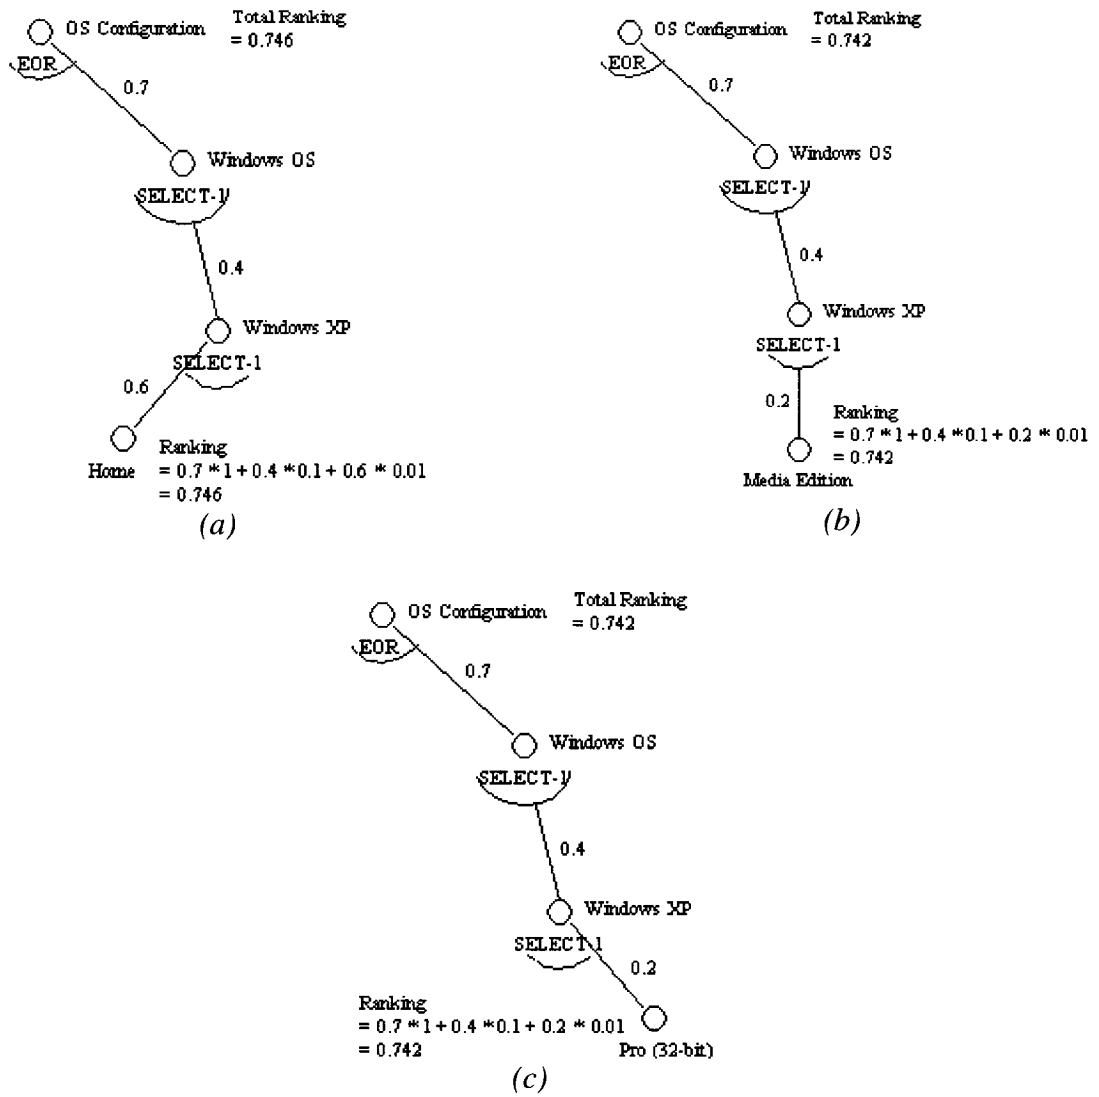 OS Configuration
Total Ranking
= 0.746
EOR
0.7
Windows OS
SELECT-1
0.4
Windows XP
SELECT-1
0.6
Home
Ranking
= 0.7 * 1 + 0.4 * 0.1 + 0.6 * 0.01
= 0.746
(a)
OS Configuration
Total Ranking
= 0.742
EOR
0.7
Windows OS
SELECT-1
0.4
Windows XP
SELECT-1
0.2
Ranking
= 0.7 * 1 + 0.4 * 0.1 + 0.2 * 0.01
= 0.742
Media Edition
(b)
OS Configuration
Total Ranking
= 0.742
EOR
0.7
Windows OS
SELECT-1
0.4
Windows XP
SELECT-1
0.2
Ranking
= 0.7 * 1 + 0.4 * 0.1 + 0.2 * 0.01
= 0.742
Pro (32-bit)
(c)